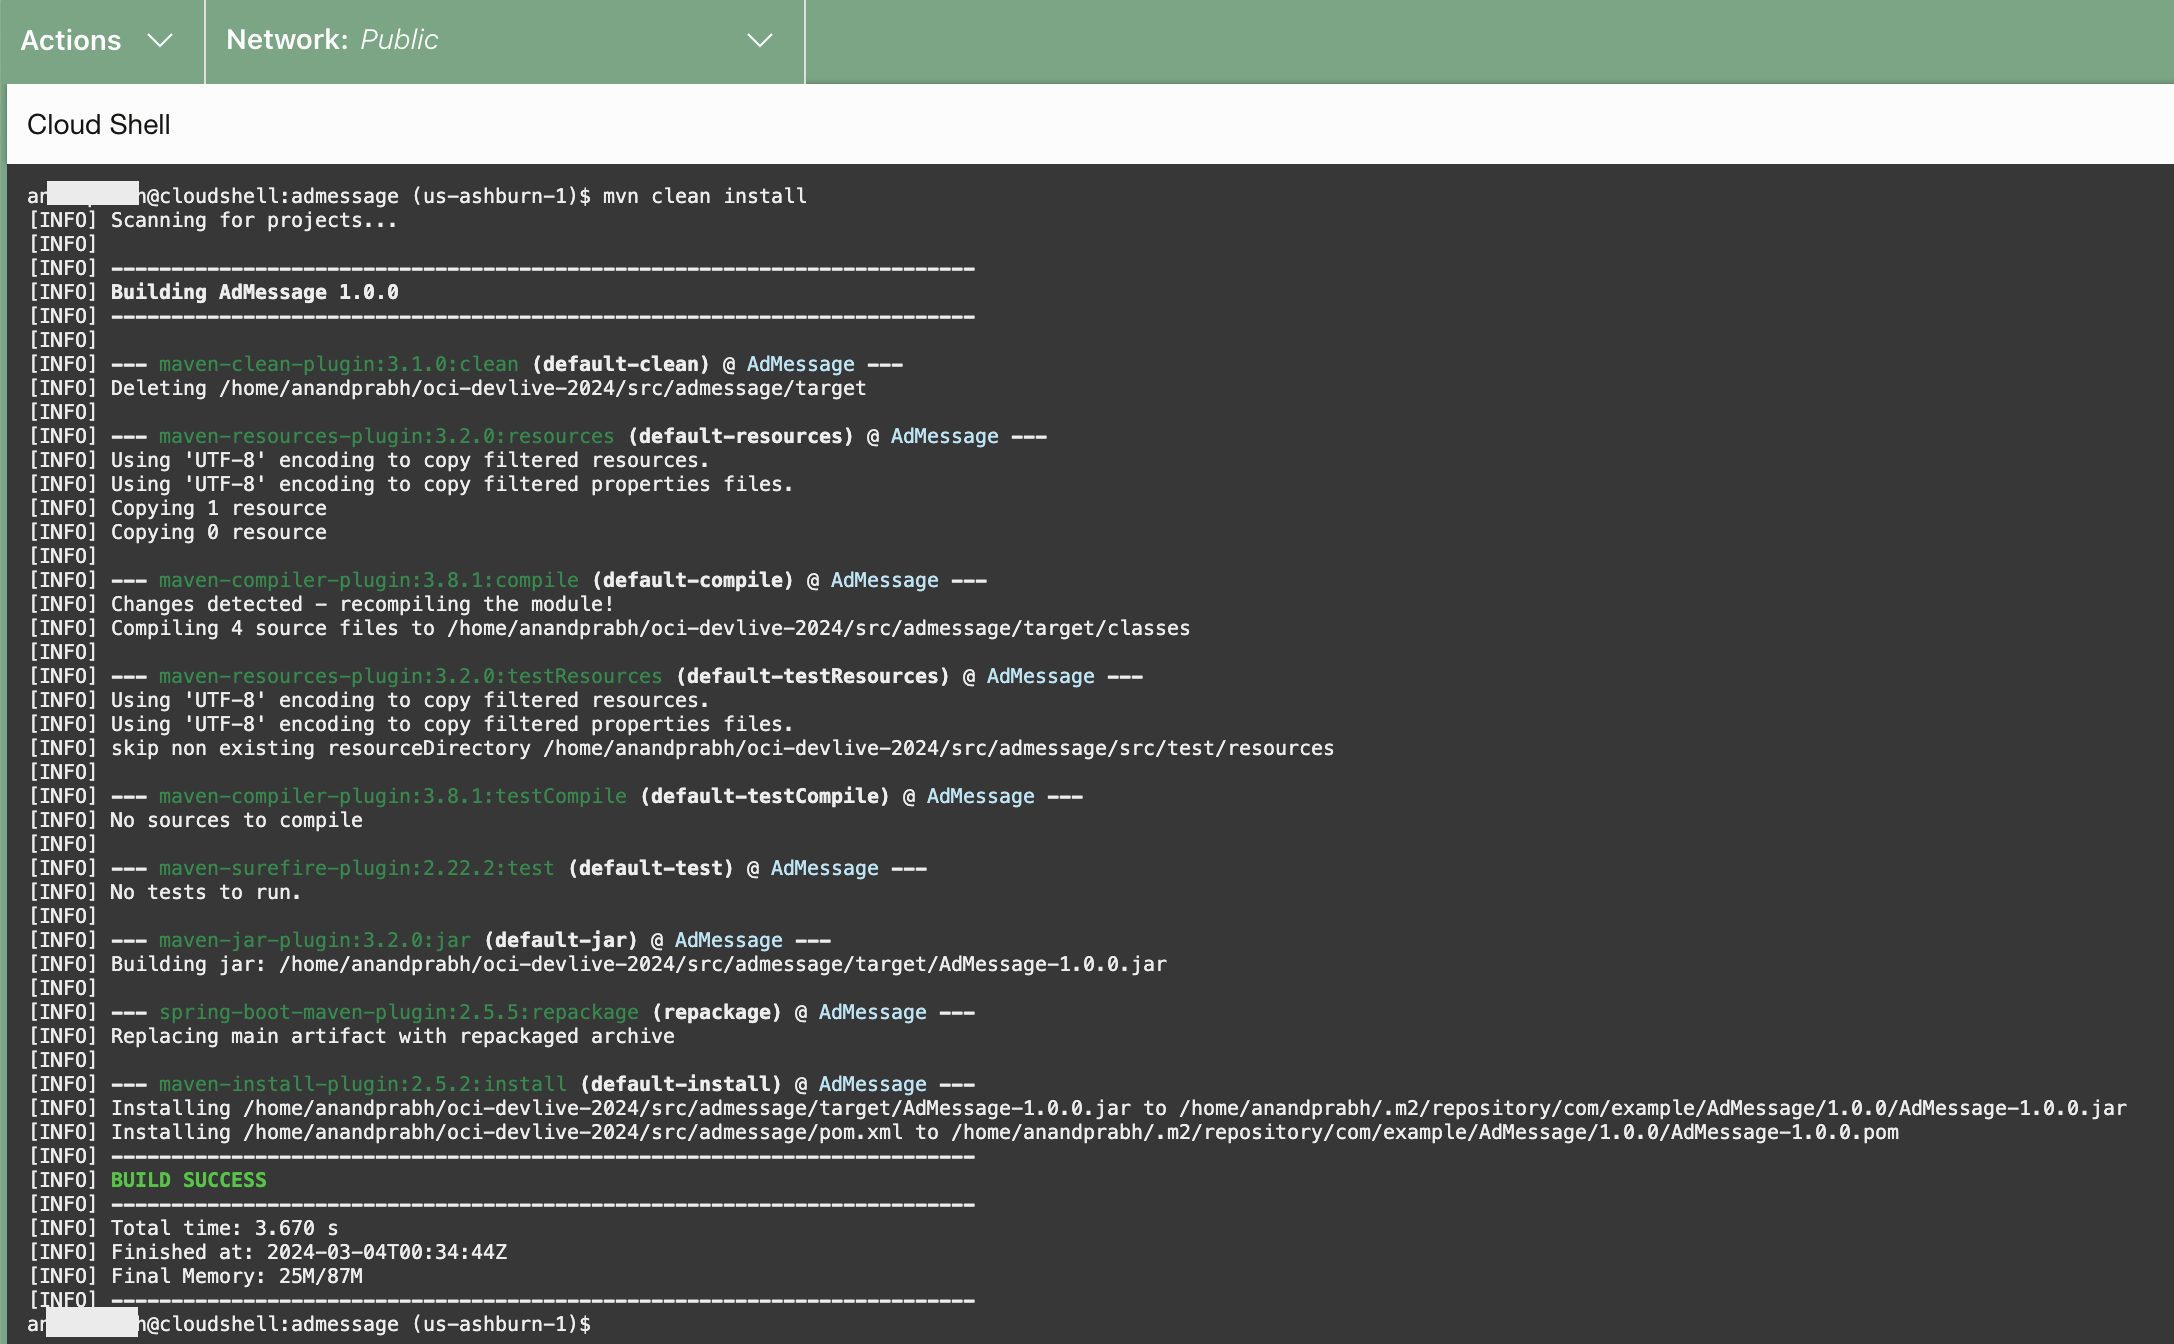 Actions
Network: Public
Cloud Shell
@cloudshell:admessage (us-ashburn-1)$ mvn clean install
[INFO] Scanning for projects...
[INFO]
[INFO] ------------------------------------------------------------------------
[INFO] Building AdMessage 1.0.0
[INFO] ------------------------------------------------------------------------
[INFO]
[INFO] --- maven-clean-plugin:3.1.0:clean (default-clean) @ AdMessage ---
[INFO] Deleting /home/anandprabh/oci-devlive-2024/src/admessage/target
[INFO]
[INFO] --- maven-resources-plugin:3.2.0:resources (default-resources) @ AdMessage ---
[INFO] Using 'UTF-8' encoding to copy filtered resources.
[INFO] Using 'UTF-8' encoding to copy filtered properties files.
[INFO] Copying 1 resource
[INFO] Copying 0 resource
[INFO]
[INFO] --- maven-compiler-plugin:3.8.1:compile (default-compile) @ AdMessage ---
[INFO] Changes detected - recompiling the module!
[INFO] Compiling 4 source files to /home/anandprabh/oci-devlive-2024/src/admessage/target/classes
[INFO]
[INFO] --- maven-resources-plugin:3.2.0:testResources (default-testResources) @ AdMessage ---
[INFO] Using 'UTF-8' encoding to copy filtered resources.
[INFO] Using 'UTF-8' encoding to copy filtered properties files.
[INFO] skip non existing resourceDirectory /home/anandprabh/oci-devlive-2024/src/admessage/src/test/resources
[INFO]
[INFO] --- maven-compiler-plugin:3.8.1:testCompile (default-testCompile) @ AdMessage ---
[INFO] No sources to compile
[INFO]
[INFO] --- maven-surefire-plugin:2.22.2:test (default-test) @ AdMessage ---
[INFO] No tests to run.
[INFO]
[INFO] --- maven-jar-plugin:3.2.0:jar (default-jar) @ AdMessage ---
[INFO] Building jar: /home/anandprabh/oci-devlive-2024/src/admessage/target/AdMessage-1.0.0.jar
[INFO]
[INFO] --- spring-boot-maven-plugin:2.5.5:repackage (repackage) @ AdMessage ---
[INFO] Replacing main artifact with repackaged archive
[INFO]
[INFO] --- maven-install-plugin:2.5.2:install (default-install) @ AdMessage ---
[INFO] Installing /home/anandprabh/oci-devlive-2024/src/admessage/target/AdMessage-1.0.0.jar to /home/anandprabh/.m2/repository/com/example/AdMessage/1.0.0/AdMessage-1.0.0.jar
[INFO] Installing /home/anandprabh/oci-devlive-2024/src/admessage/pom.xml to /home/anandprabh/.m2/repository/com/example/AdMessage/1.0.0/AdMessage-1.0.0.pom
[INFO] ------------------------------------------------------------------------
[INFO] BUILD SUCCESS
[INFO] ------------------------------------------------------------------------
[INFO] Total time: 3.670 s
[INFO] Finished at: 2024-03-04T00:34:44Z
[INFO] Final Memory: 25M/87M
[INFO] ------------------------------------------------------------------------
@cloudshell:admessage (us-ashburn-1)$